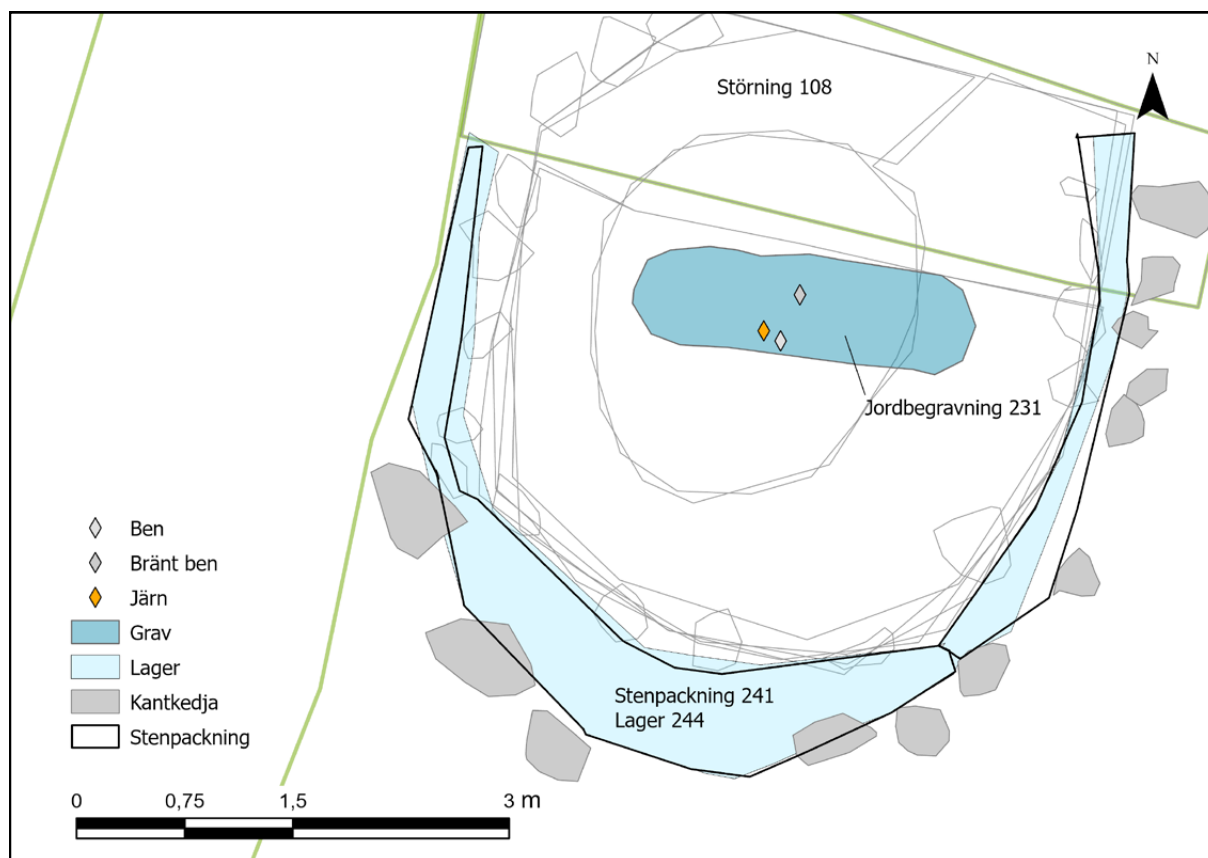 Störning 108
N
Jordbegravning 231
Stenpackning 241
Lager 244
Ben
Bränt ben
Järn
Grav
Lager
Kantkedja
Stenpackning
0 0,75 1,5 3 m